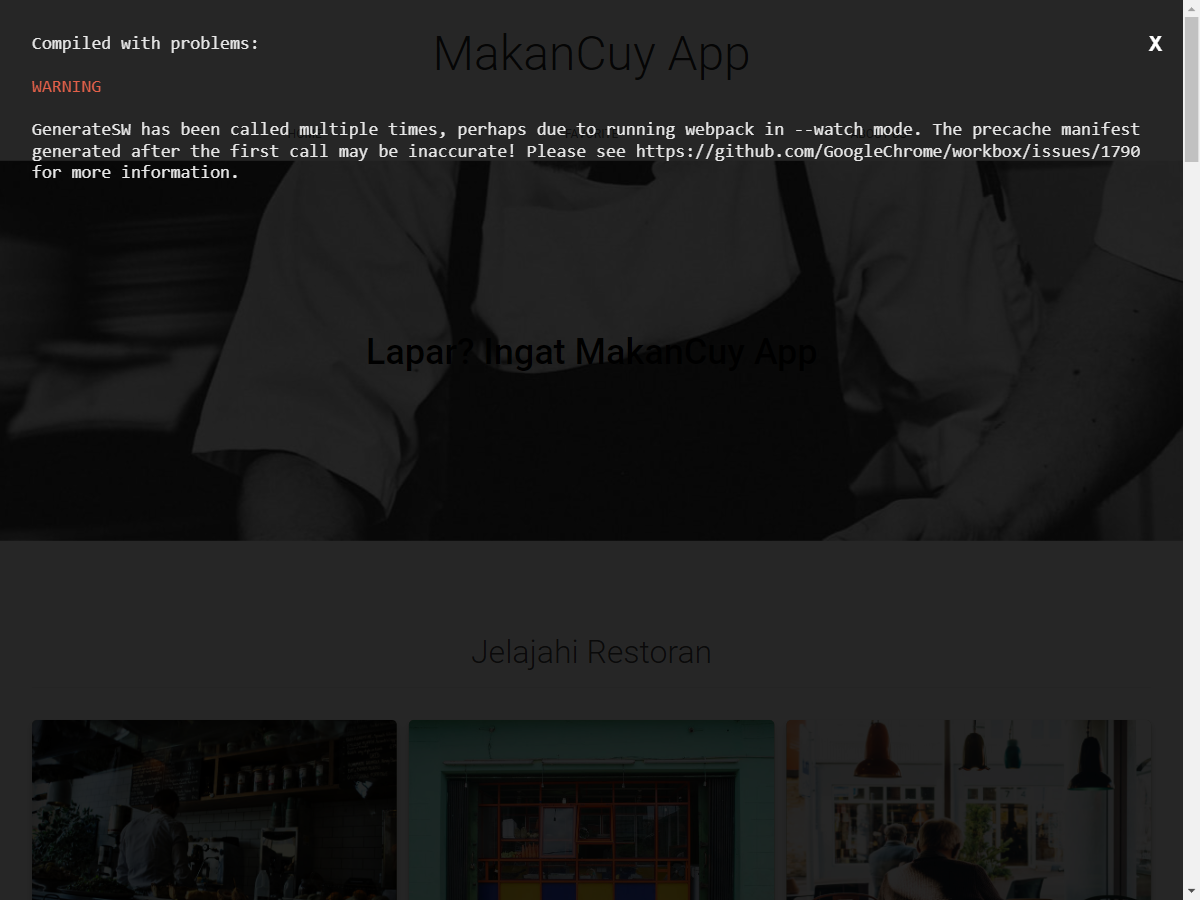 Compiled with problems:
X
MakanCuy App
WARNING
GenerateSW has been called multiple times, perhaps due to running webpack in --watch mode. The precache manifest
generated after the first call may be inaccurate! Please see https://github.com/GoogleChrome/workbox/issues/1790
for more information.
Lapar? Ingat MakanCuy App
Jelajahi Restoran